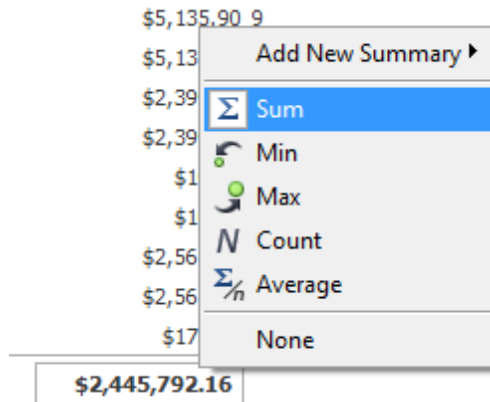 $5,135.90 9
$5,13
Add New Summary
$2,39
Σ Sum
$2,39
Min
$1
Max
$1
N Count
$2,56
Σ/n Average
$2,56
$17
None
$2,445,792.16